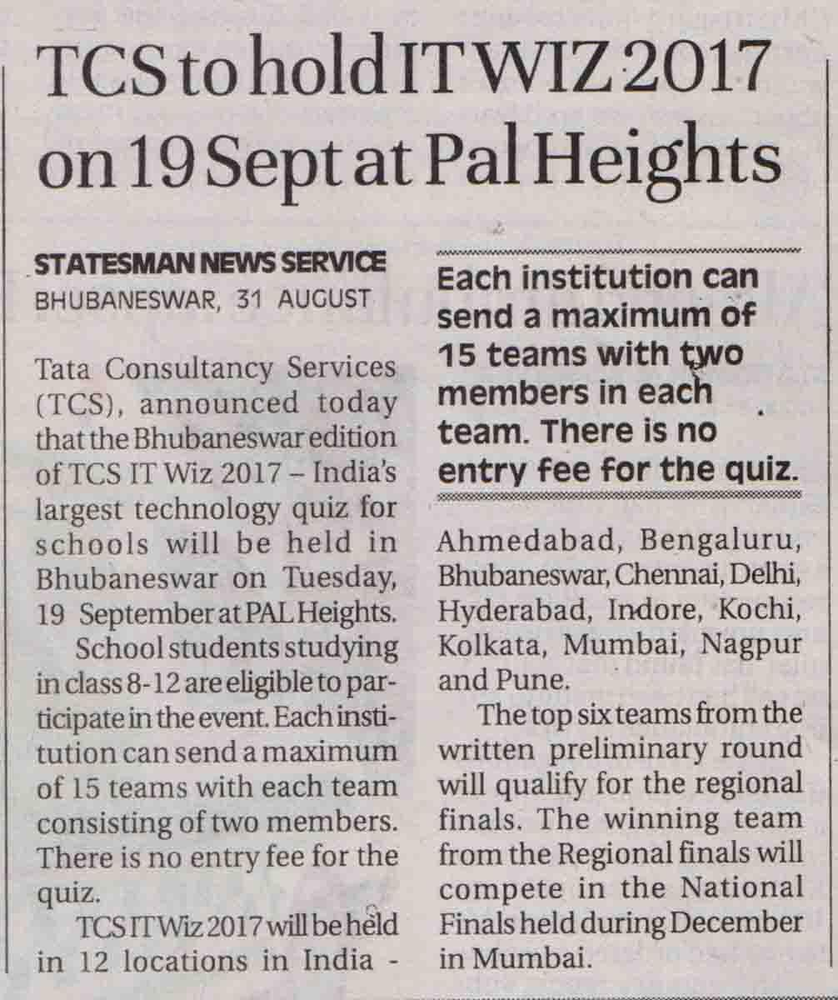 TCS to hold IT WIZ 2017
on 19 Sept at Pal Heights
STATESMAN NEWS SERVICE
BHUBANESWAR, 31 AUGUST
Tata Consultancy Services
(TCS), announced today
that the Bhubaneswar edition
of TCS IT Wiz 2017 – India's
largest technology quiz for
schools will be held in
Bhubaneswar on Tuesday,
19 September at PAL Heights.
School students studying
in class 8-12 are eligible to par-
ticipate in the event. Each insti-
tution can send a maximum
of 15 teams with each team
consisting of two members.
There is no entry fee for the
quiz.
TCS IT Wiz 2017 will be held
in 12 locations in India -
Each institution can
send a maximum of
15 teams with two
members in each
team. There is no
entry fee for the quiz.
Ahmedabad, Bengaluru,
Bhubaneswar, Chennai, Delhi,
Hyderabad, Indore, Kochi,
Kolkata, Mumbai, Nagpur
and Pune.
The top six teams from the
written preliminary round
will qualify for the regional
finals. The winning team
from the Regional finals will
compete in the National
Finals held during December
in Mumbai.